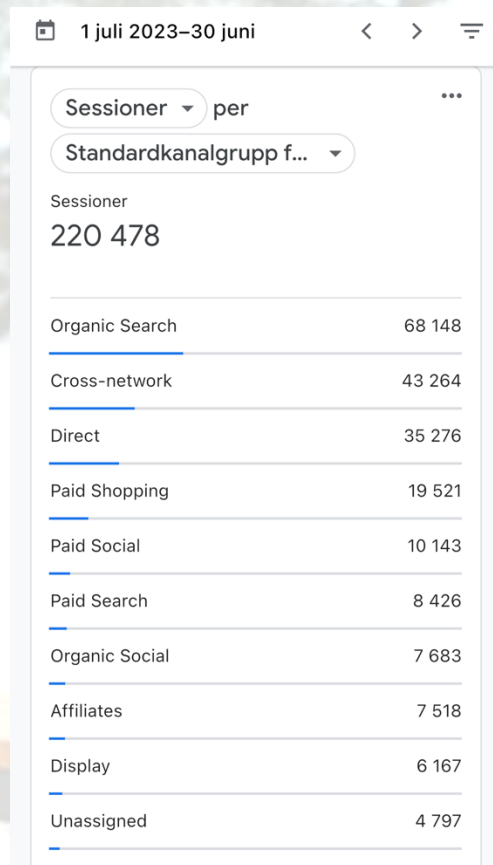 1 juli 2023–30 juni
Sessioner per
Standardkanalgrupp f...
Sessioner
220 478
Organic Search 68 148
Cross-network 43 264
Direct 35 276
Paid Shopping 19 521
Paid Social 10 143
Paid Search 8 426
Organic Social 7 683
Affiliates 7 518
Display 6 167
Unassigned 4 797